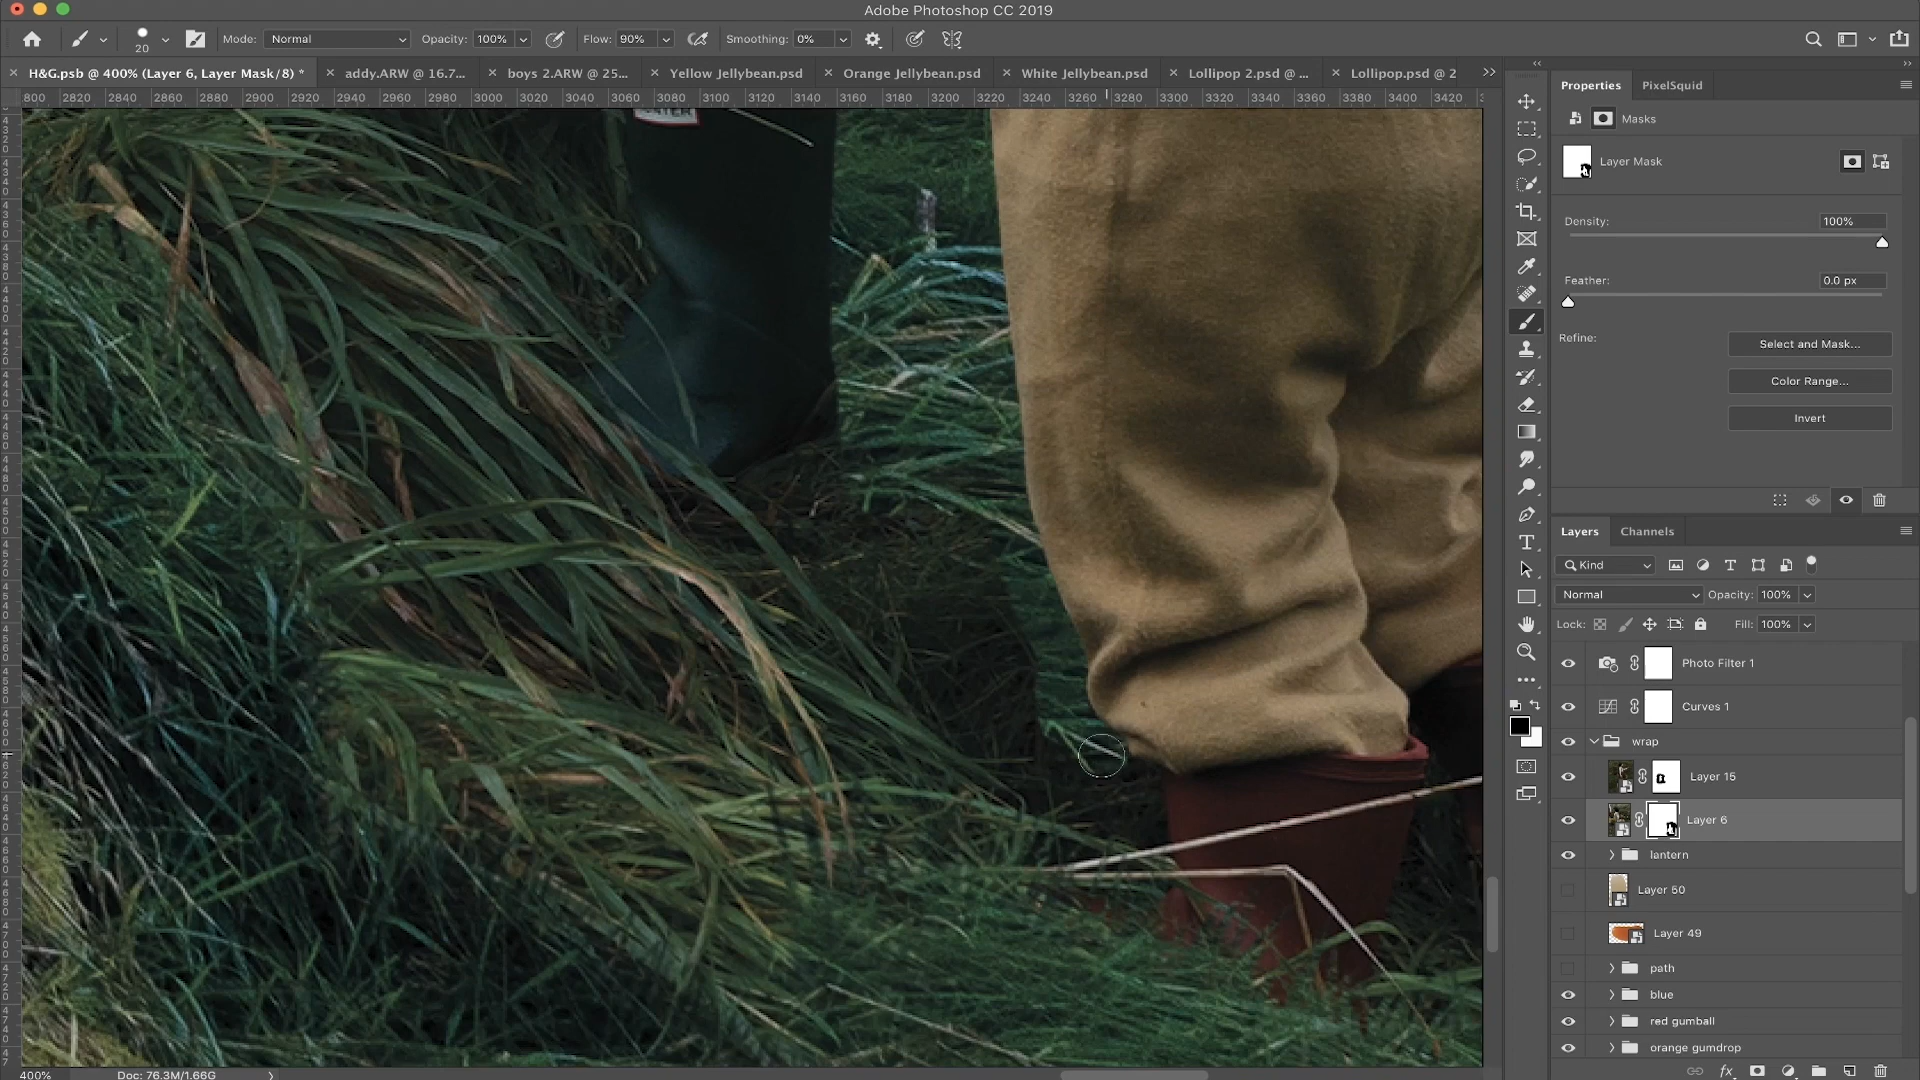 Adobe Photoshop CC 2019
20
Mode: Normal
Opacity: 100%
Flow: 90%
Smoothing: 0%
H&G.psb @ 400% (Layer 6, Layer Mask/8) *
addy.ARW @ 16.7...
boys 2.ARW @ 25...
Yellow Jellybean.psd
Orange Jellybean.psd
White Jellybean.psd
Lollipop 2.psd @ ...
Lollipop.psd @ 2
800 2820 2840 2860 2880 2900 2920 2940 2960 2980 3000 3020 3040 3060 3080 3100 3120 3140 3160 3180 3200 3220 3240 3260 3280 3300 3320 3340 3360 3380 3400 3420
Properties
PixelSquid
Masks
Layer Mask
Density: 100%
Feather: 0.0 px
Refine:
Select and Mask...
Color Range...
Invert
Layers
Channels
Kind
Normal
Opacity: 100%
Lock:
Fill: 100%
Photo Filter 1
Curves 1
wrap
Layer 15
Layer 6
lantern
Layer 50
Layer 49
path
blue
red gumball
orange gumdrop
400%
Doc: 76.3M/1.66G